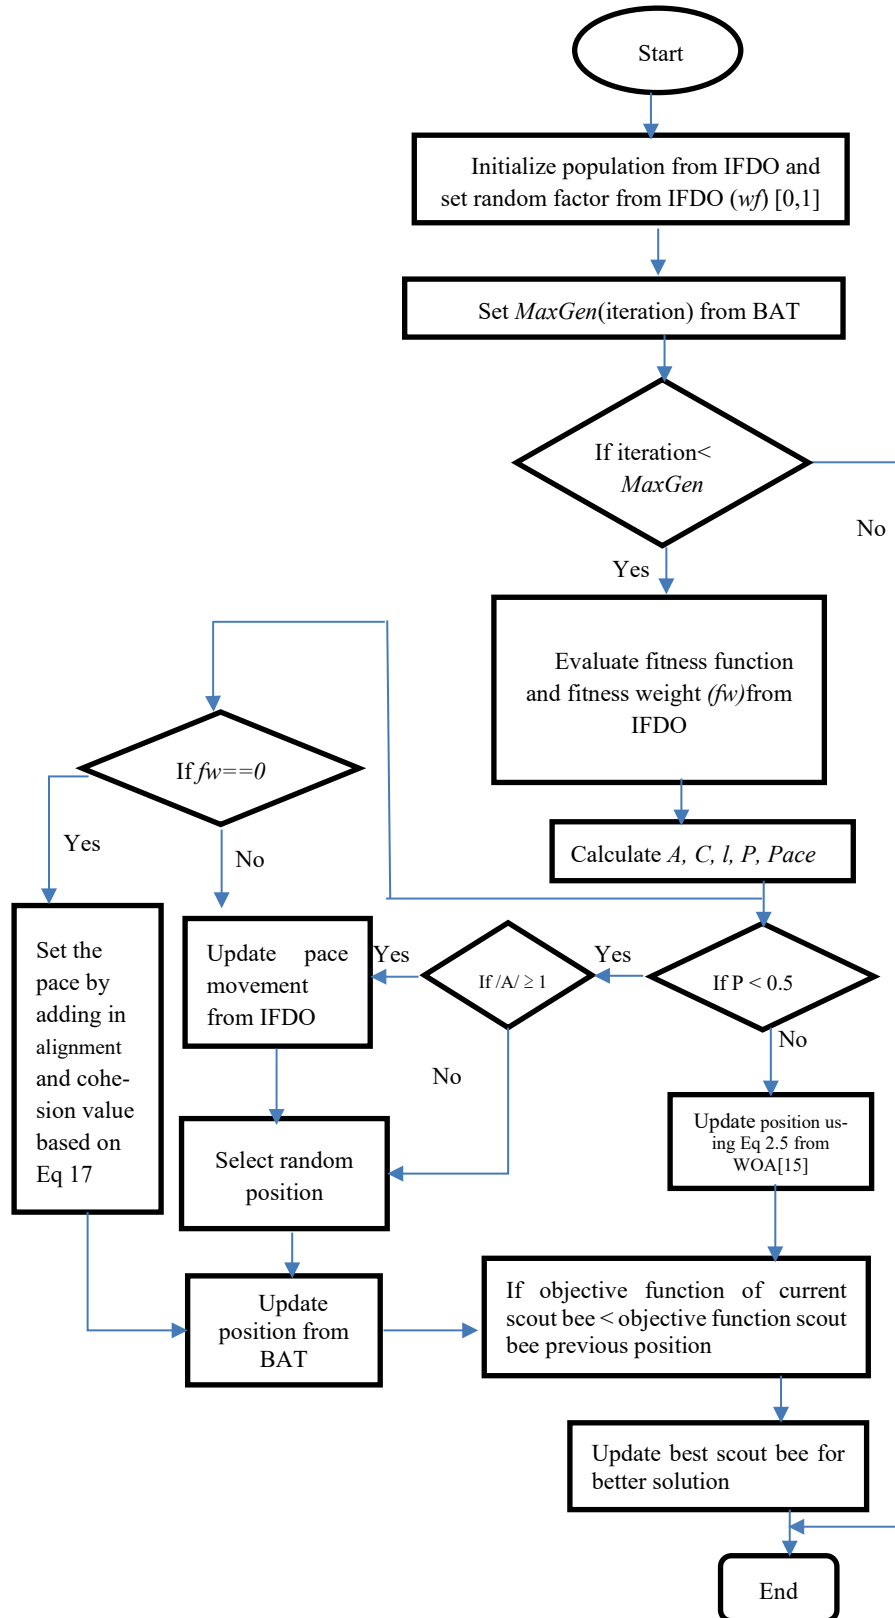 Start
Initialize population from IFDO and
set random factor from IFDO (wf) [0,1]
Set MaxGen(iteration) from BAT
If iteration<
MaxGen
No
Yes
Evaluate fitness function
and fitness weight (fw)from
IFDO
If fw==0
Yes
No
Calculate A, C, l, P, Pace
Set the
pace by
adding in
alignment
and cohe-
sion value
based on
Eq 17
Update pace
movement
from IFDO
Yes
If /A/ ≥ 1
Yes
If P < 0.5
No
No
Update position us-
ing Eq 2.5 from
WOA[15]
Select random
position
Update
position from
BAT
If objective function of current
scout bee < objective function scout
bee previous position
Update best scout bee for
better solution
End